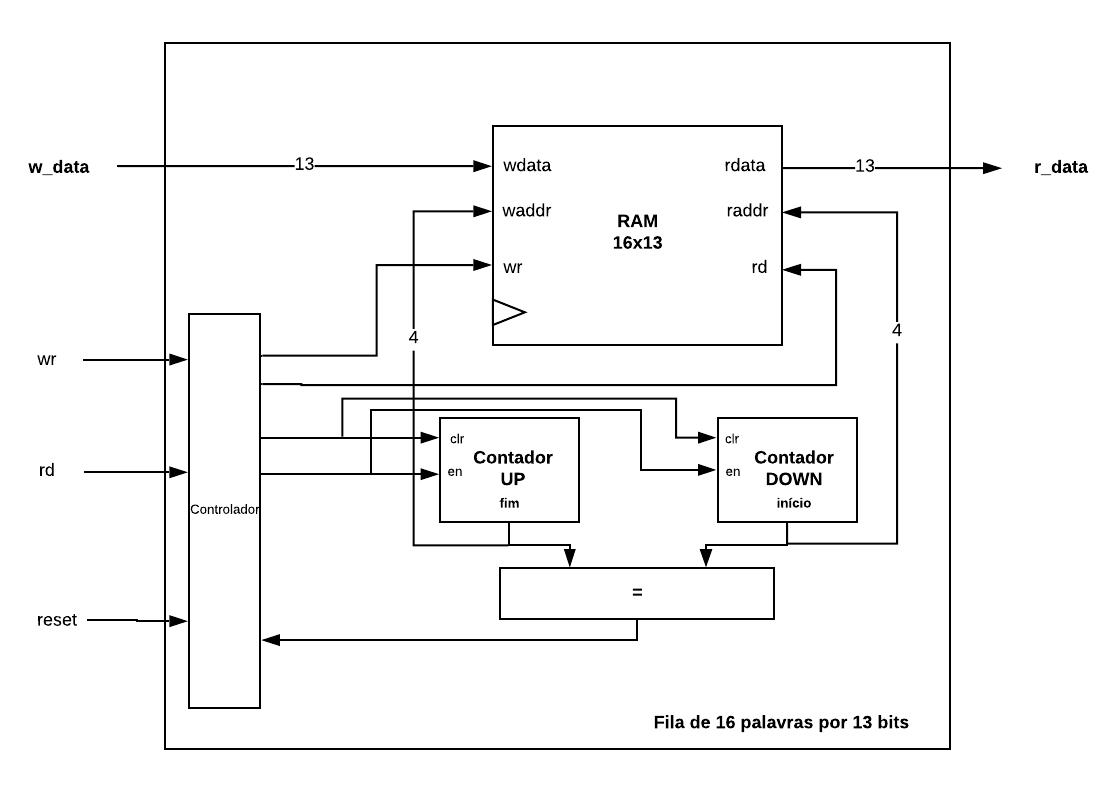 w_data
13
wdata
rdata
13
r_data
waddr
raddr
RAM
16x13
wr
rd
4
4
wr
clr
Contador
UP
en
fim
clr
Contador
DOWN
en
início
rd
Controlador
=
reset
Fila de 16 palavras por 13 bits